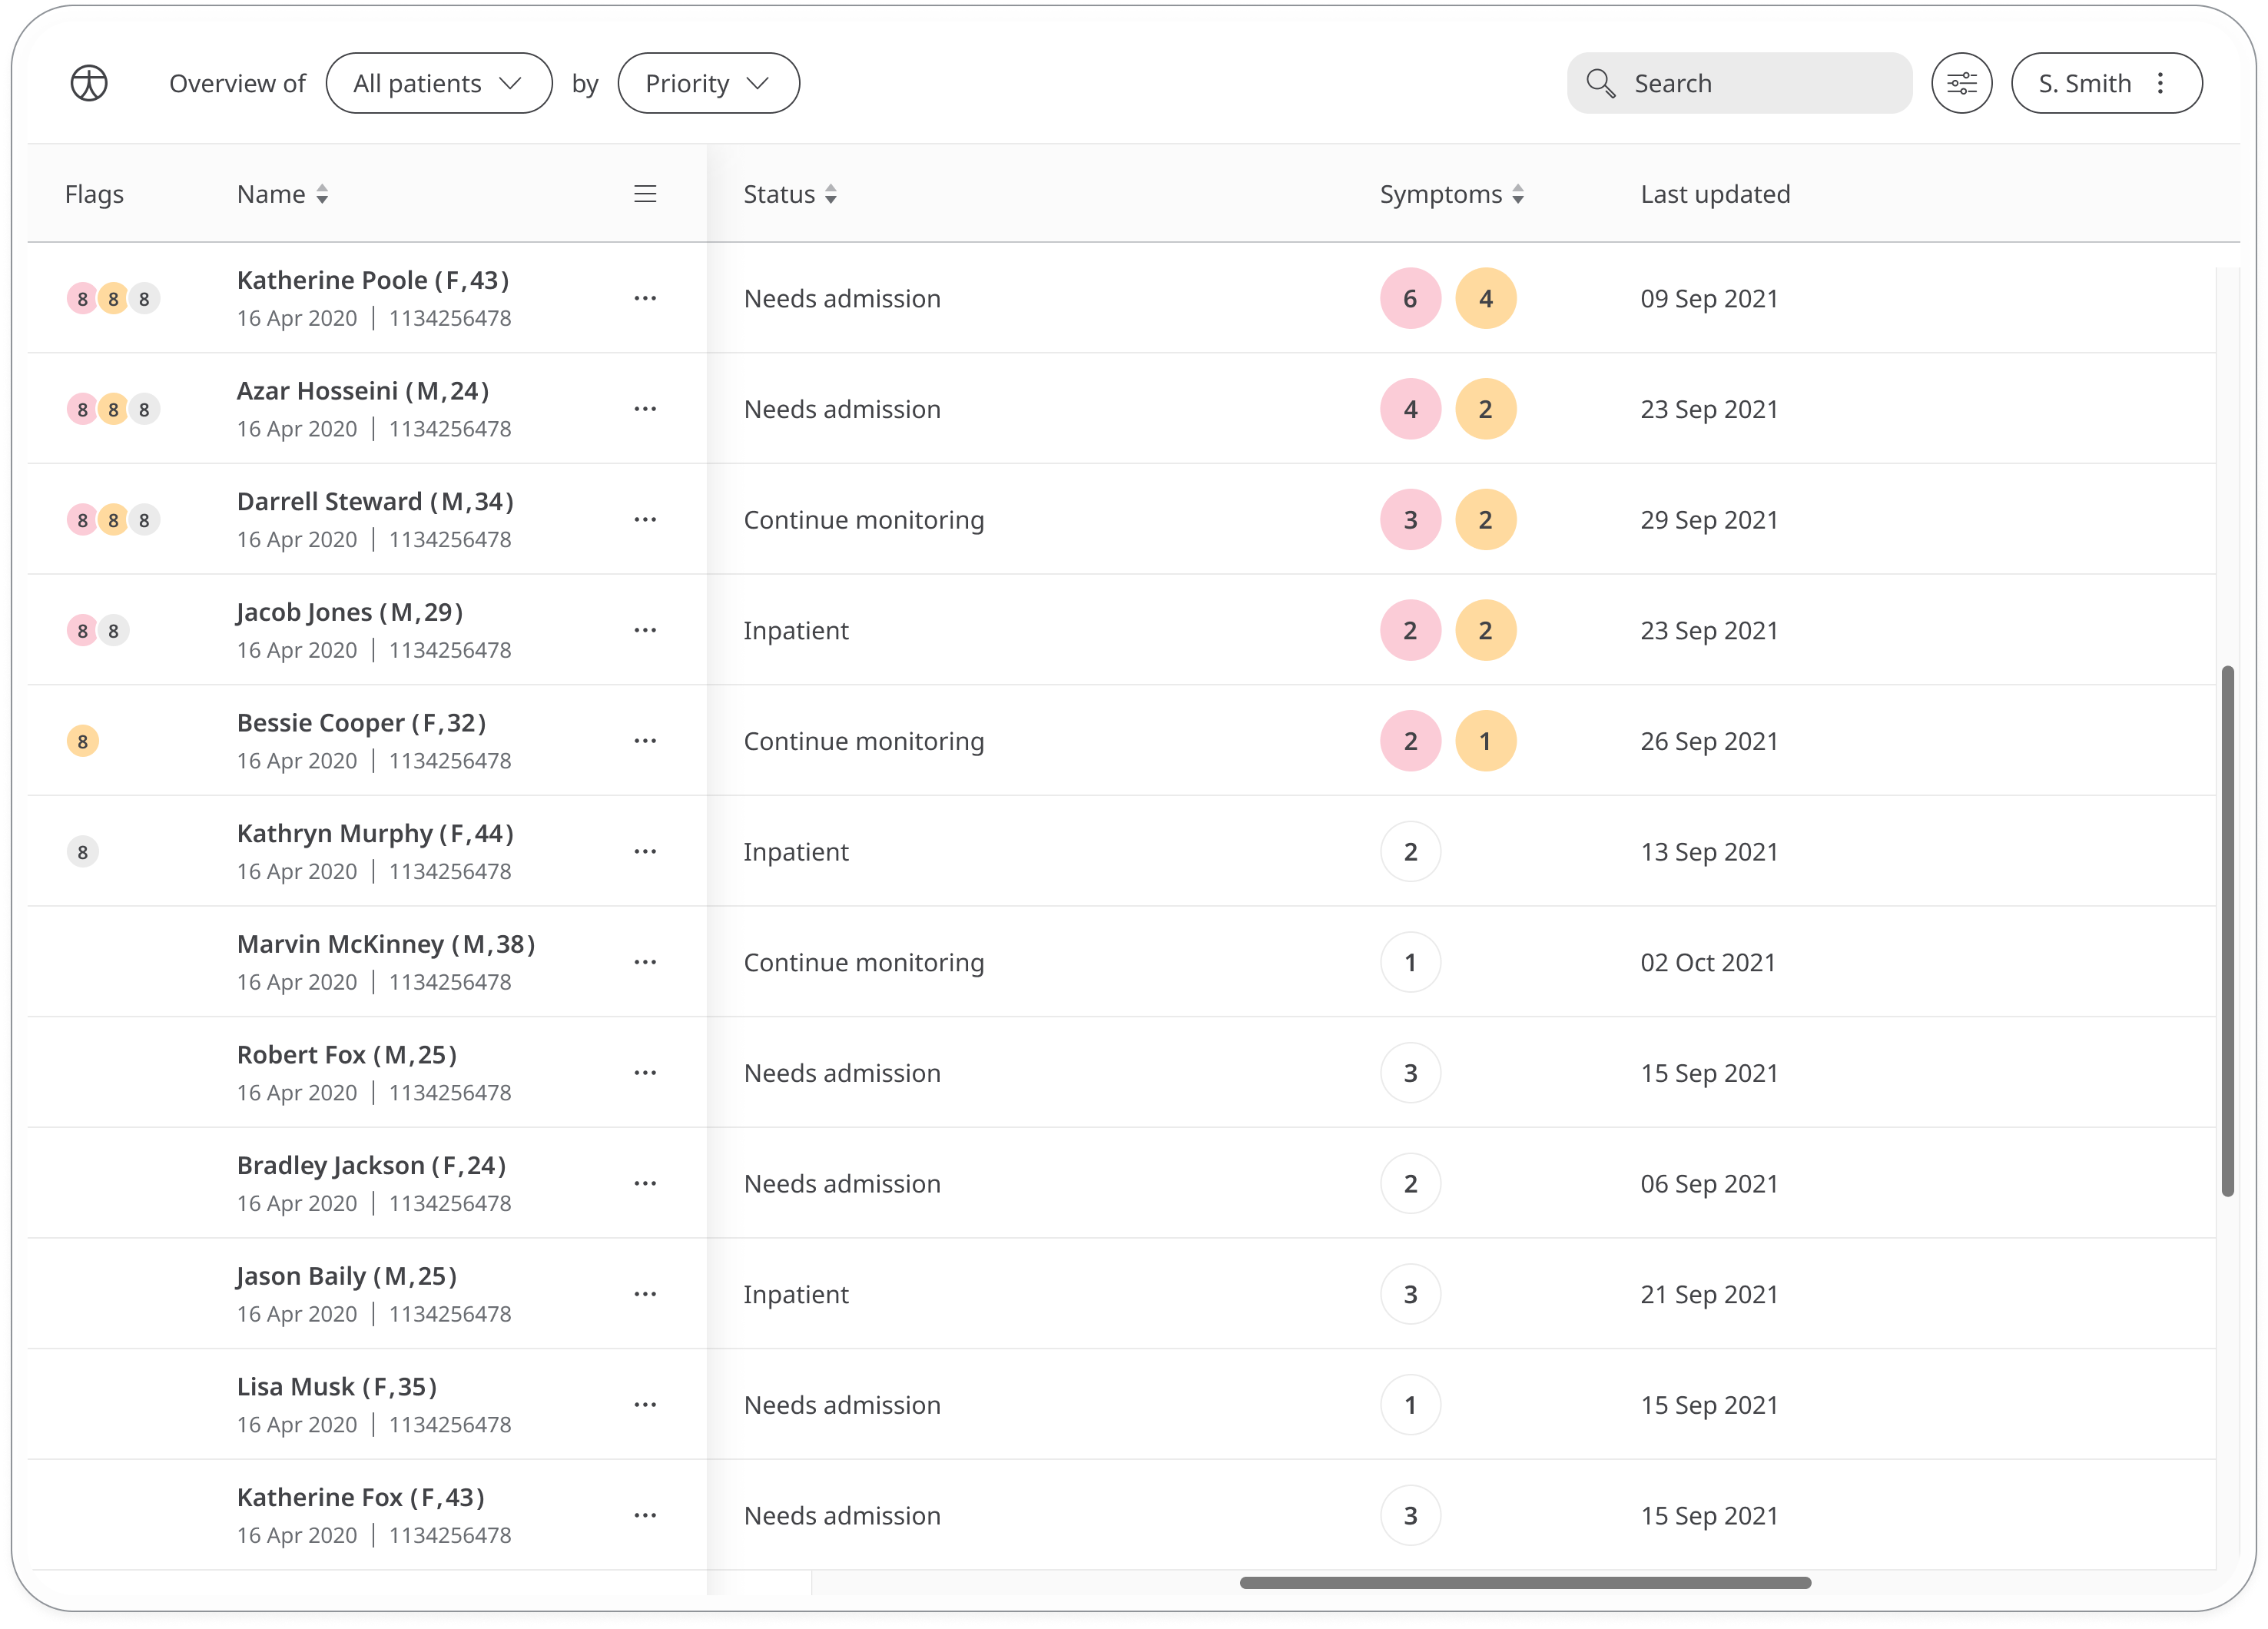 Overview of All patients by Priority Search S. Smith
Flags Name Status Symptoms Last updated
8 8 8 Katherine Poole (F,43) Needs admission 6 4 09 Sep 2021
16 Apr 2020 | 1134256478
8 8 8 Azar Hosseini (M,24) Needs admission 4 2 23 Sep 2021
16 Apr 2020 | 1134256478
8 8 8 Darrell Steward (M,34) Continue monitoring 3 2 29 Sep 2021
16 Apr 2020 | 1134256478
8 8 Jacob Jones (M,29) Inpatient 2 2 23 Sep 2021
16 Apr 2020 | 1134256478
8 Bessie Cooper (F,32) Continue monitoring 2 1 26 Sep 2021
16 Apr 2020 | 1134256478
8 Kathryn Murphy (F,44) Inpatient 2 13 Sep 2021
16 Apr 2020 | 1134256478
Marvin McKinney (M,38) Continue monitoring 1 02 Oct 2021
16 Apr 2020 | 1134256478
Robert Fox (M,25) Needs admission 3 15 Sep 2021
16 Apr 2020 | 1134256478
Bradley Jackson (F,24) Needs admission 2 06 Sep 2021
16 Apr 2020 | 1134256478
Jason Baily (M,25) Inpatient 3 21 Sep 2021
16 Apr 2020 | 1134256478
Lisa Musk (F,35) Needs admission 1 15 Sep 2021
16 Apr 2020 | 1134256478
Katherine Fox (F,43) Needs admission 3 15 Sep 2021
16 Apr 2020 | 1134256478